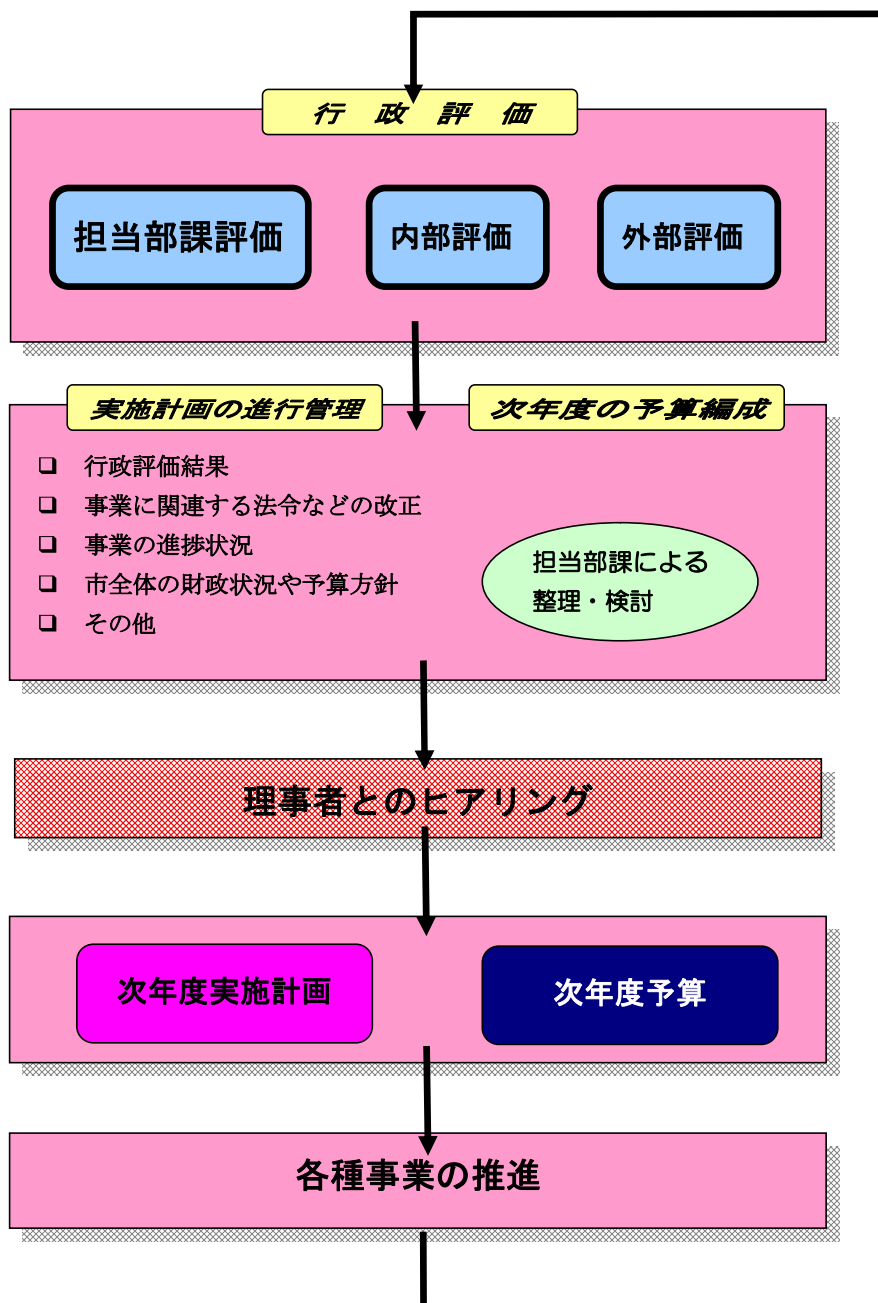 行政評価
担当部課評価
内部評価
外部評価
実施計画の進行管理
次年度の予算編成
❏ 行政評価結果
❏ 事業に関連する法令などの改正
❏ 事業の進捗状況
❏ 市全体の財政状況や予算方針
❏ その他
担当部課による
整理・検討
理事者とのヒアリング
次年度実施計画
次年度予算
各種事業の推進